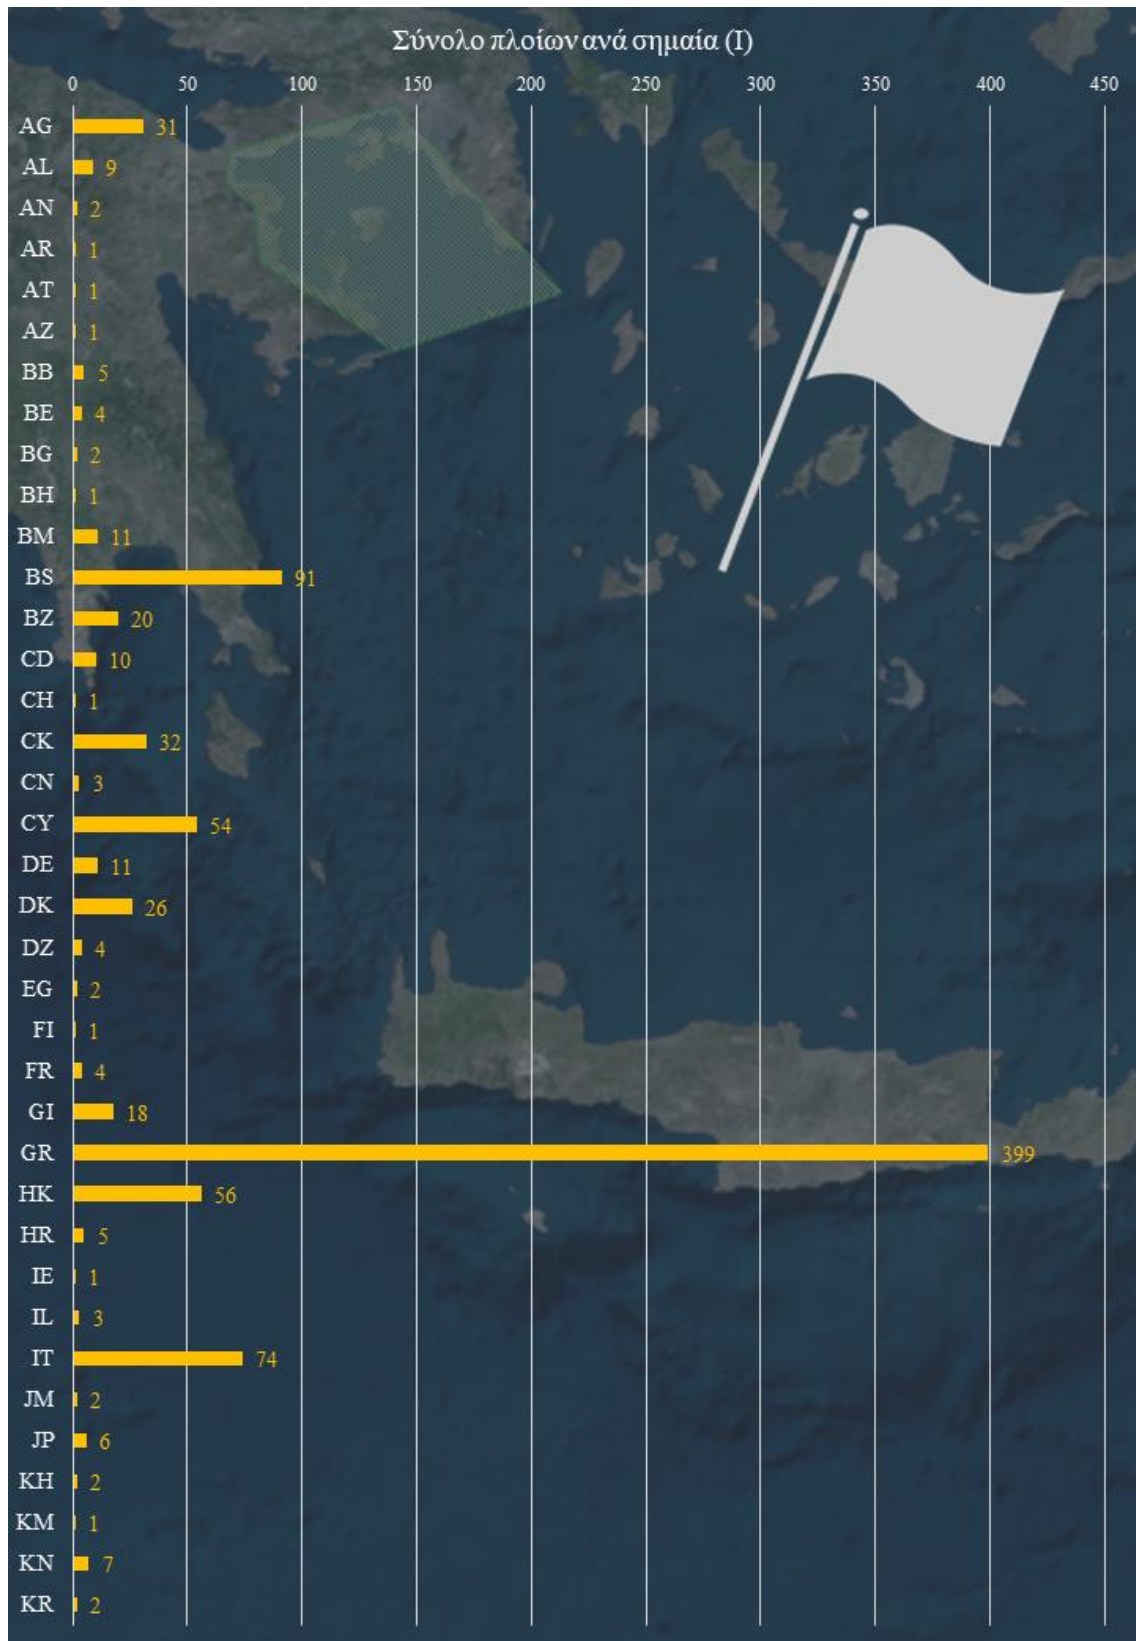 Σύνολο πλοίων ανά σημαία (Ι)
0 50 100 150 200 250 300 350 400 450
AG 31
AL 9
AN 2
AR 1
AT 1
AZ 1
BB 5
BE 4
BG 2
BH 1
BM 11
BS 91
BZ 20
CD 10
CH 1
CK 32
CN 3
CY 54
DE 11
DK 26
DZ 4
EG 2
FI 1
FR 4
GI 18
GR 399
HK 56
HR 5
IE 1
IL 3
IT 74
JM 2
JP 6
KH 2
KM 1
KN 7
KR 2